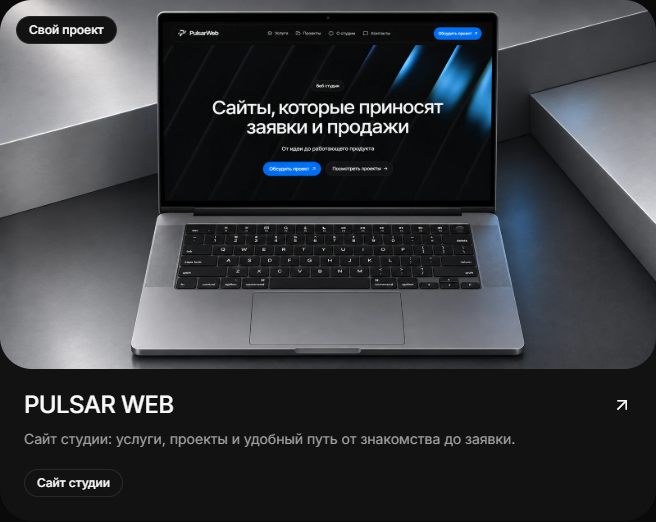 Свой проект
PulsarWeb
Услуги
Проекты
О студии
Контакты
Обсудить проект
Веб студия
Сайты, которые приносят
заявки и продажи
От идеи до работающего продукта
Обсудить проект
Посмотреть проекты
Q W E R T Y U I O P
A S D F G H J K L
Z X C V B N M
PULSAR WEB
Сайт студии: услуги, проекты и удобный путь от знакомства до заявки.
Сайт студии